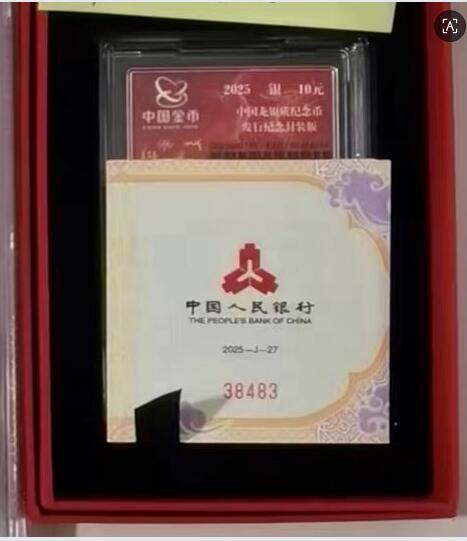 2025 银 10元
中国金币
中国龙银质纪念币
发行纪念封装版
中国人民银行
THE PEOPLE'S BANK OF CHINA
2025—J—27
38483